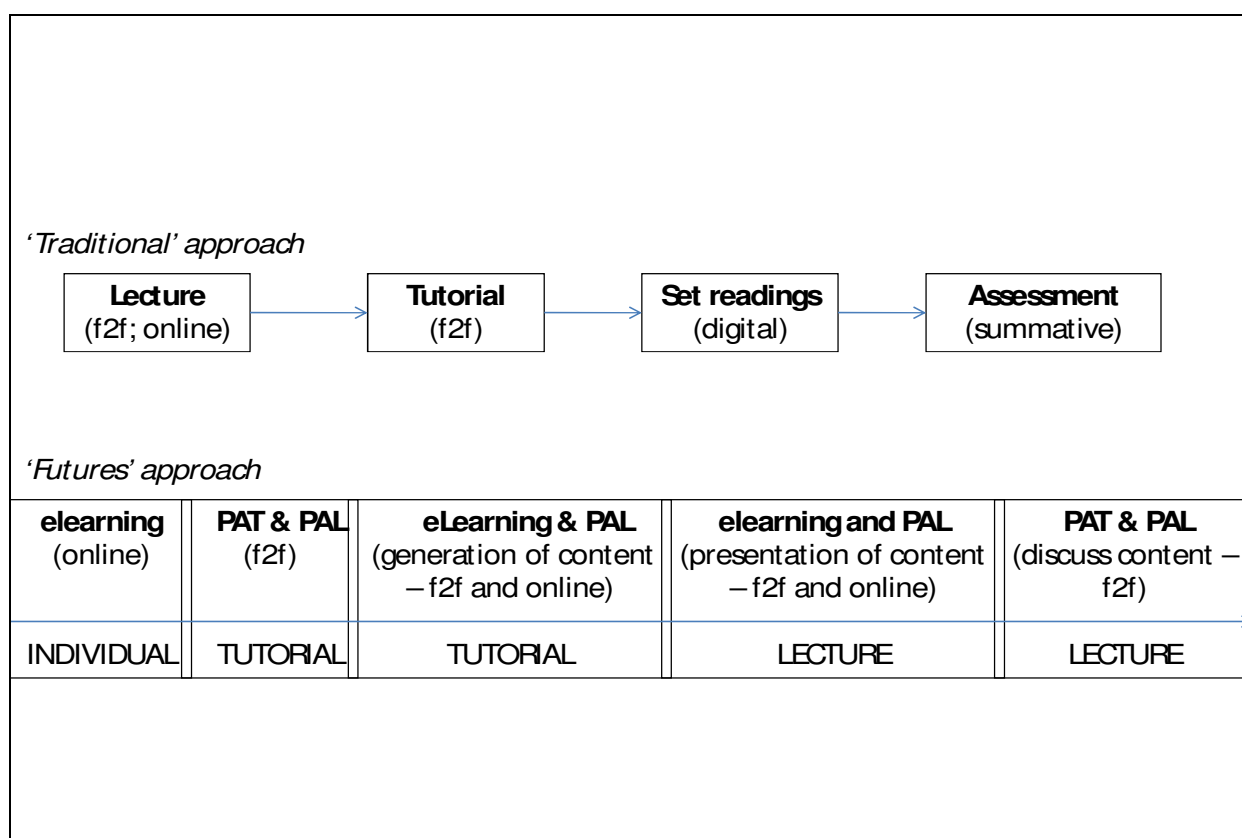 ‘Traditional’ approach
Lecture
(f2f; online)
Tutorial
(f2f)
Set readings
(digital)
Assessment
(summative)
‘Futures’ approach
elearning
(online)
PAT & PAL
(f2f)
eLearning & PAL
(generation of content
– f2f and online)
elearning and PAL
(presentation of content
– f2f and online)
PAT & PAL
(discuss content –
f2f)
INDIVIDUAL
TUTORIAL
TUTORIAL
LECTURE
LECTURE